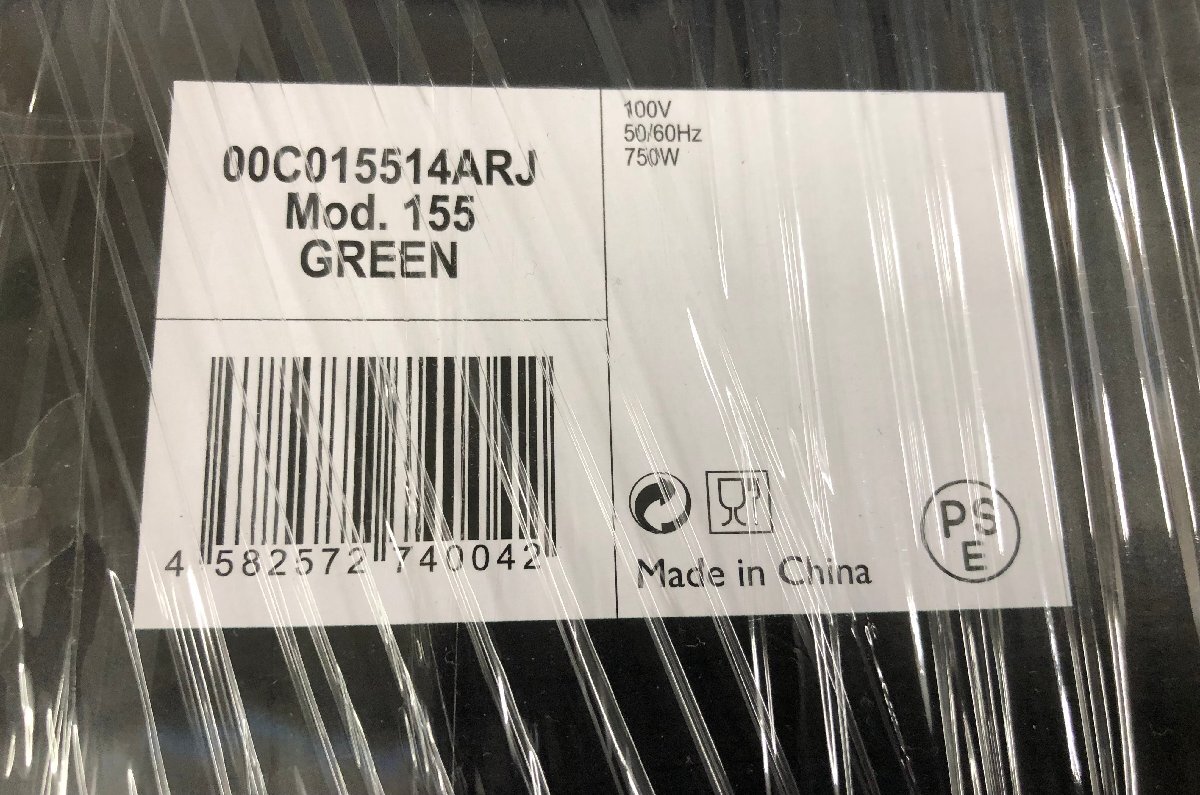 00C015514ARJ
Mod. 155
GREEN
4 582572 740042
100V
50/60Hz
750W
Made in China
PS
E